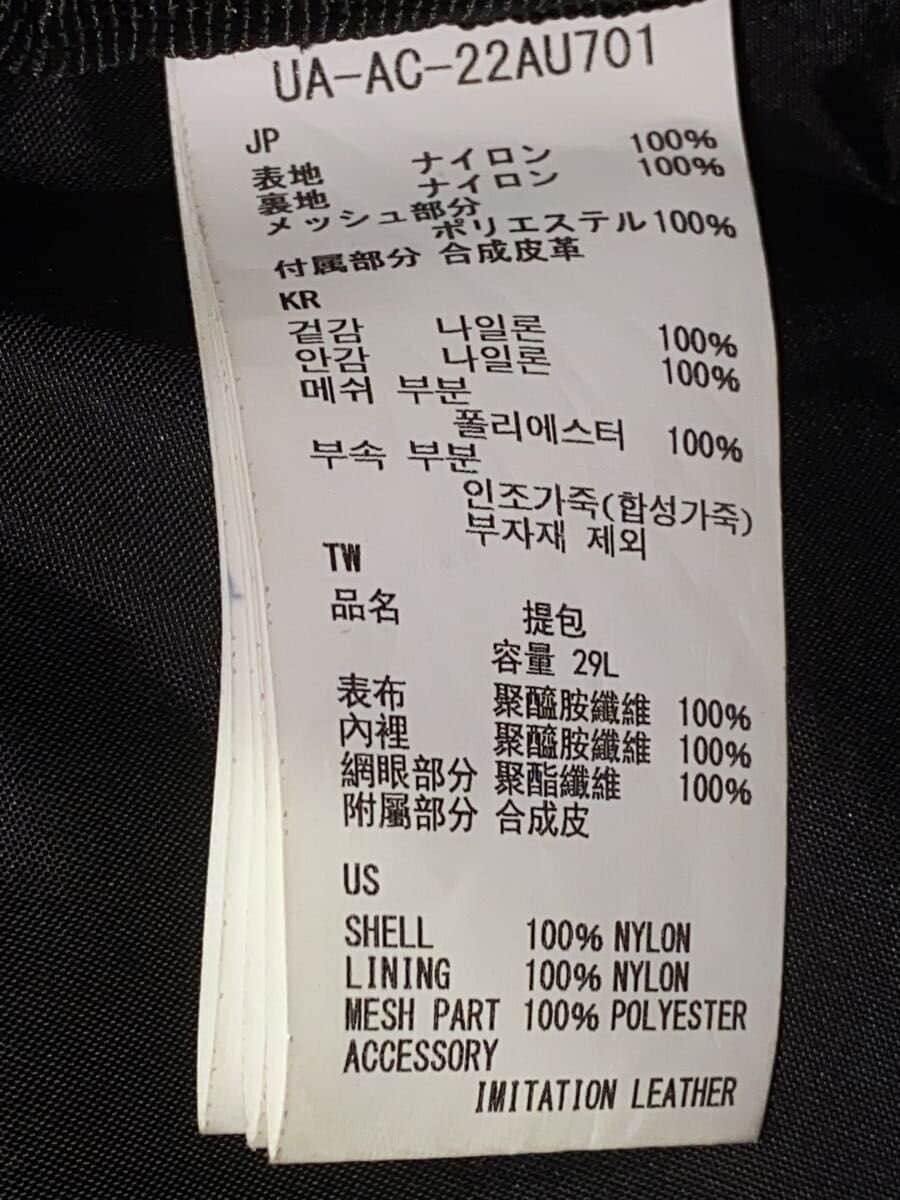 UA-AC-22AU701
JP
表地 ナイロン 100%
裏地 ナイロン 100%
メッシュ部分
ポリエステル 100%
付属部分 合成皮革
KR
겉감 나일론 100%
안감 나일론 100%
메쉬 부분
폴리에스터 100%
부속 부분
인조가죽(합성가죽)
부자재 제외
TW
品名 提包
容量 29L
表布 聚醯胺纖維 100%
內裡 聚醯胺纖維 100%
網眼部分 聚酯纖維 100%
附屬部分 合成皮
US
SHELL 100% NYLON
LINING 100% NYLON
MESH PART 100% POLYESTER
ACCESSORY
IMITATION LEATHER